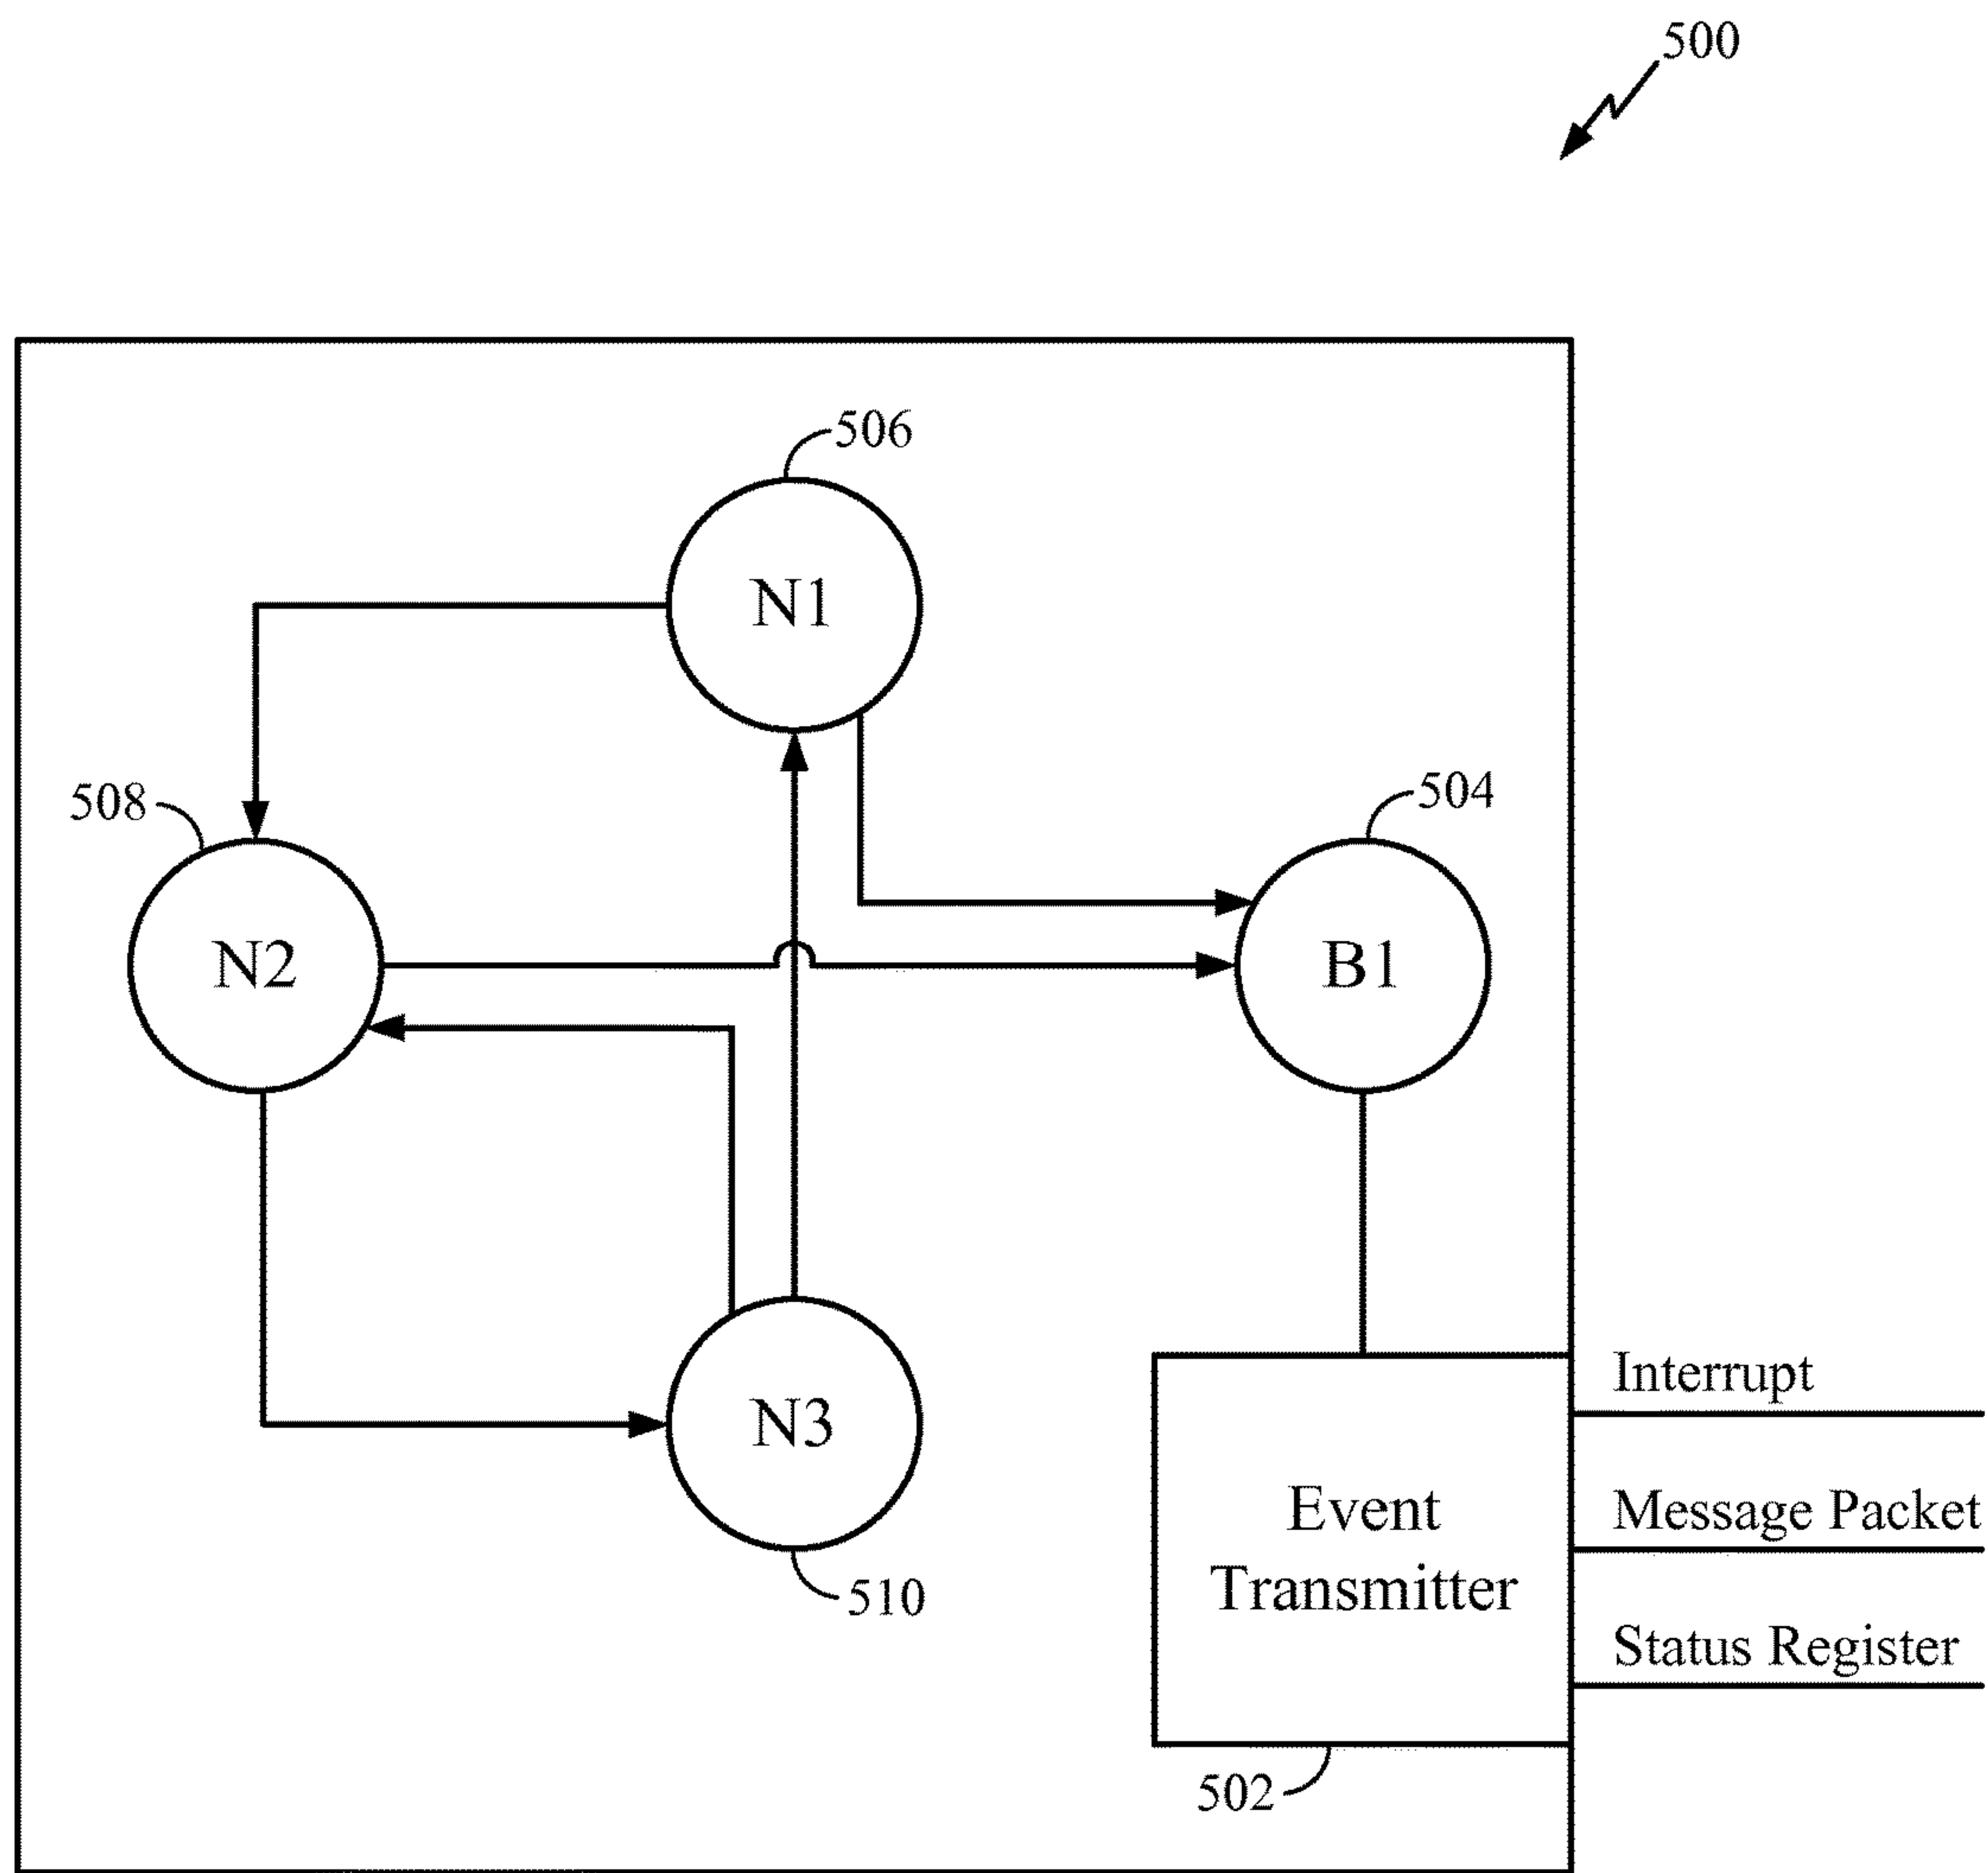 500
506
N1
508
504
N2
B1
N3
510
Interrupt
Event
Transmitter
Message Packet
Status Register
502